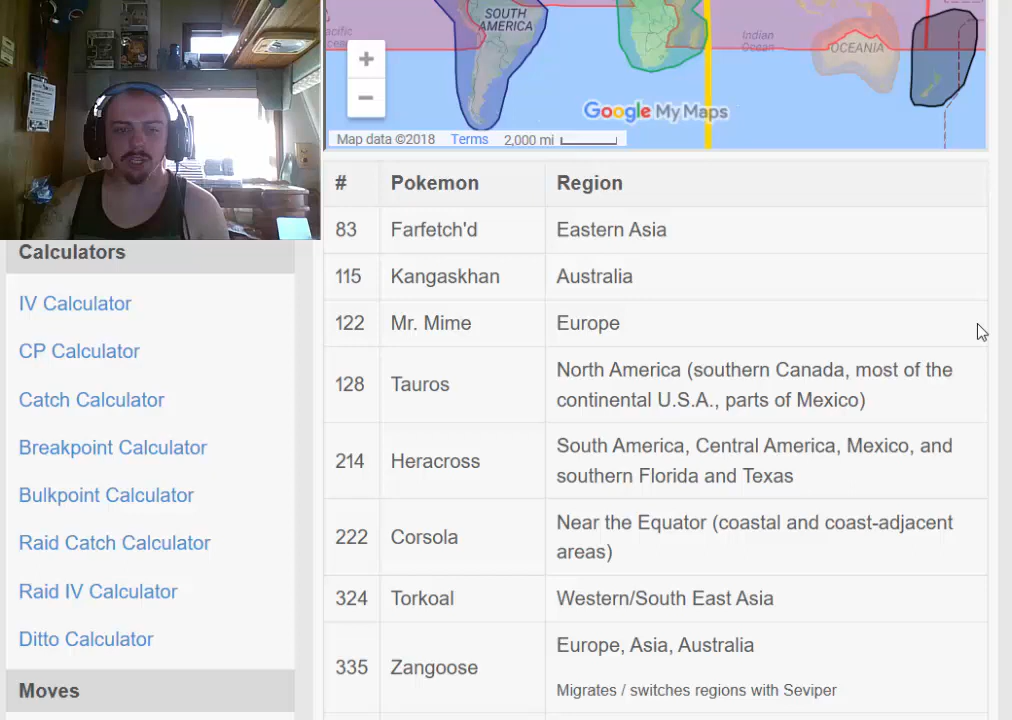 SOUTH
AMERICA
acific
Indian
Ocean
OCEANIA
+
−
Google My Maps
Map data ©2018 Terms 2,000 mi
# Pokemon Region
83 Farfetch'd Eastern Asia
115 Kangaskhan Australia
122 Mr. Mime Europe
128 Tauros North America (southern Canada, most of the
continental U.S.A., parts of Mexico)
214 Heracross South America, Central America, Mexico, and
southern Florida and Texas
222 Corsola Near the Equator (coastal and coast-adjacent
areas)
324 Torkoal Western/South East Asia
335 Zangoose Europe, Asia, Australia
Migrates / switches regions with Seviper
Calculators
IV Calculator
CP Calculator
Catch Calculator
Breakpoint Calculator
Bulkpoint Calculator
Raid Catch Calculator
Raid IV Calculator
Ditto Calculator
Moves